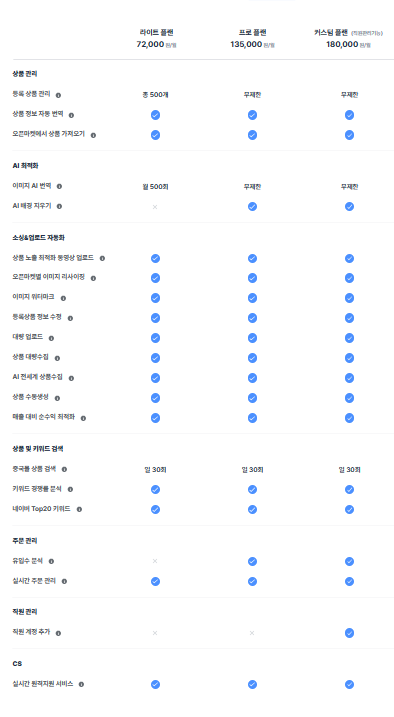 라이트 플랜 프로 플랜 커스텀 플랜 (직원관리가능)
72,000 원/월 135,000 원/월 180,000 원/월
상품 관리
등록 상품 관리 총 500개 무제한 무제한
상품 정보 자동 번역
오픈마켓에서 상품 가져오기
AI 최적화
이미지 AI 번역 월 500회 무제한 무제한
AI 배경 지우기
소싱&업로드 자동화
상품 노출 최적화 동영상 업로드
오픈마켓별 이미지 리사이징
이미지 워터마크
등록상품 정보 수정
대량 업로드
상품 대량수집
AI 전세계 상품수집
상품 수동생성
매출 대비 순수익 최적화
상품 및 키워드 검색
중국몰 상품 검색 일 30회 일 30회 일 30회
키워드 경쟁률 분석
네이버 Top20 키워드
주문 관리
유입수 분석
실시간 주문 관리
직원 관리
직원 계정 추가
CS
실시간 원격지원 서비스